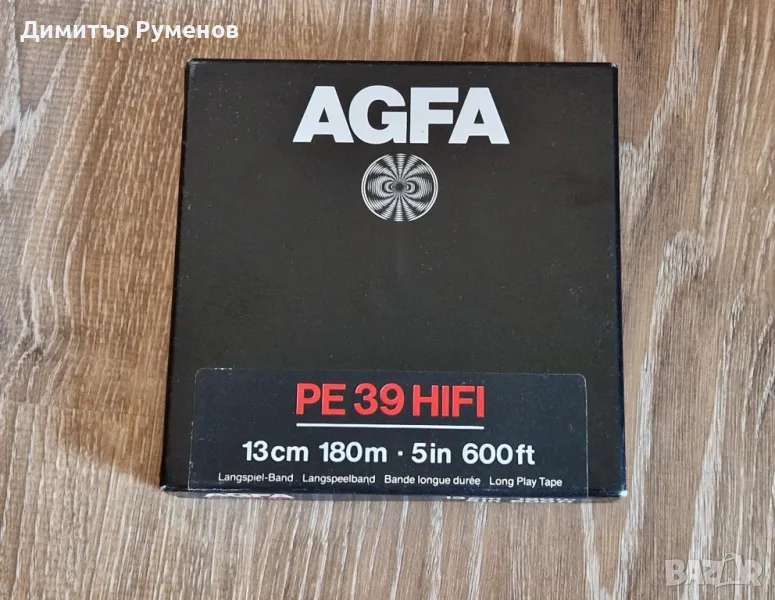 Димитър Руменов
AGFA
PE 39 HIFI
13cm 180m · 5in 600ft
Langspiel-Band Langspeelband Bande longue durée Long Play Tape
BAZAR